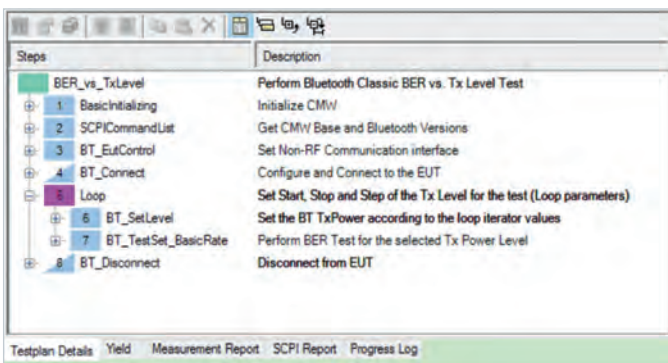 Steps Description
BER_vs_TxLevel Perform Bluetooth Classic BER vs. Tx Level Test
1 BasicInitializing Initialize CMW
2 SCPICommandList Get CMW Base and Bluetooth Versions
3 BT_EutControl Set Non-RF Communication interface
4 BT_Connect Configure and Connect to the EUT
5 Loop Set Start, Stop and Step of the Tx Level for the test (Loop parameters)
6 BT_SetLevel Set the BT TxPower according to the loop iterator values
7 BT_TestSet_BasicRate Perform BER Test for the selected Tx Power Level
8 BT_Disconnect Disconnect from EUT
Testplan Details Yield Measurement Report SCPI Report Progress Log